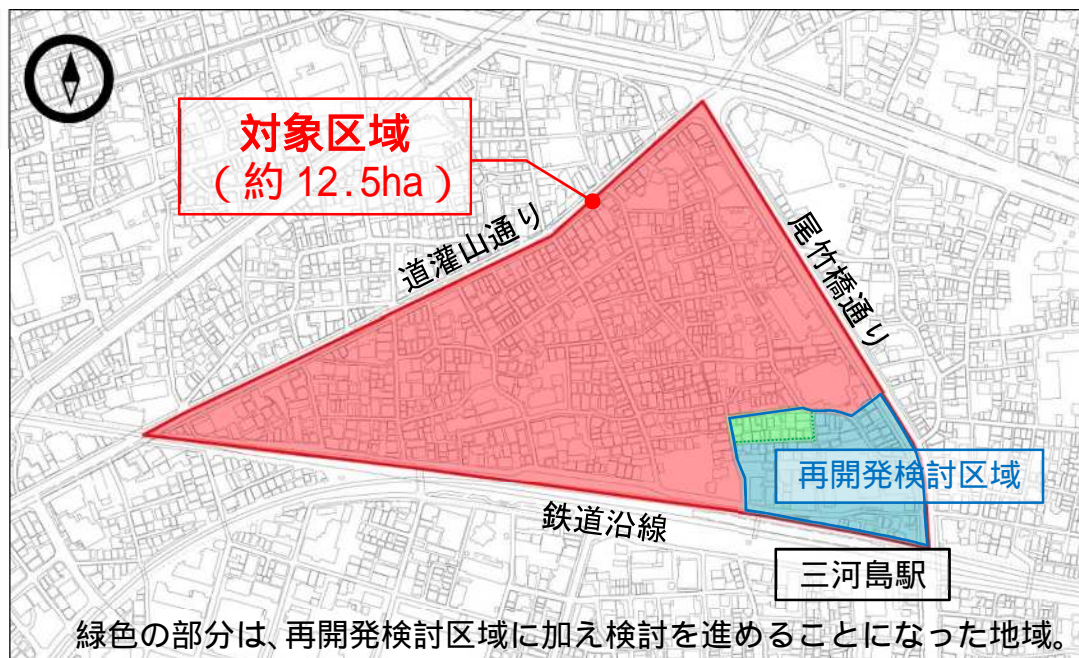 対象区域
（約12.5ha）
道灌山通り
尾竹橋通り
再開発検討区域
鉄道沿線
三河島駅
緑色の部分は、再開発検討区域に加え検討を進めることになった地域。